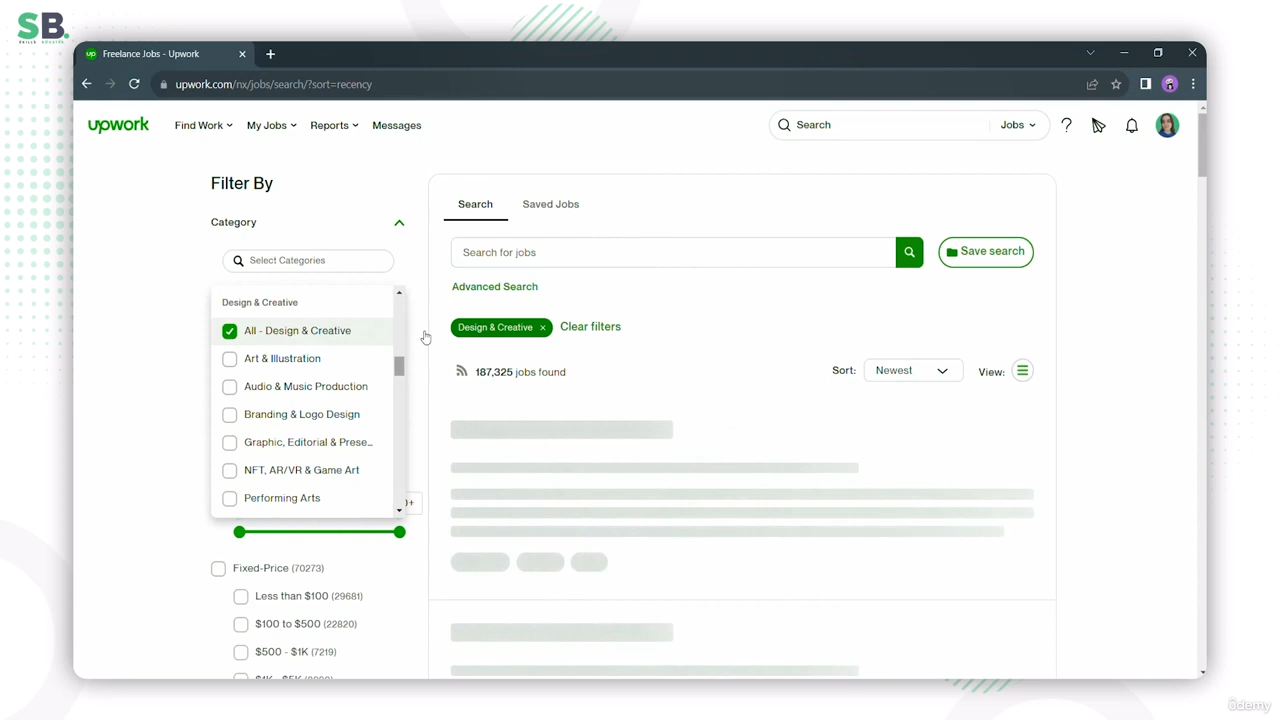 SB.
Freelance Jobs - Upwork
upwork.com/nx/jobs/search/?sort=recency
upwork
Find Work
My Jobs
Reports
Messages
Search
Jobs
Filter By
Category
Select Categories
Design & Creative
All - Design & Creative
Art & Illustration
Audio & Music Production
Branding & Logo Design
Graphic, Editorial & Prese...
NFT, AR/VR & Game Art
Performing Arts
Fixed-Price (70273)
Less than $100 (29681)
$100 to $500 (22820)
$500 - $1K (7219)
Search
Saved Jobs
Search for jobs
Save search
Advanced Search
Design & Creative
Clear filters
187,325 jobs found
Sort:
Newest
View:
udemy